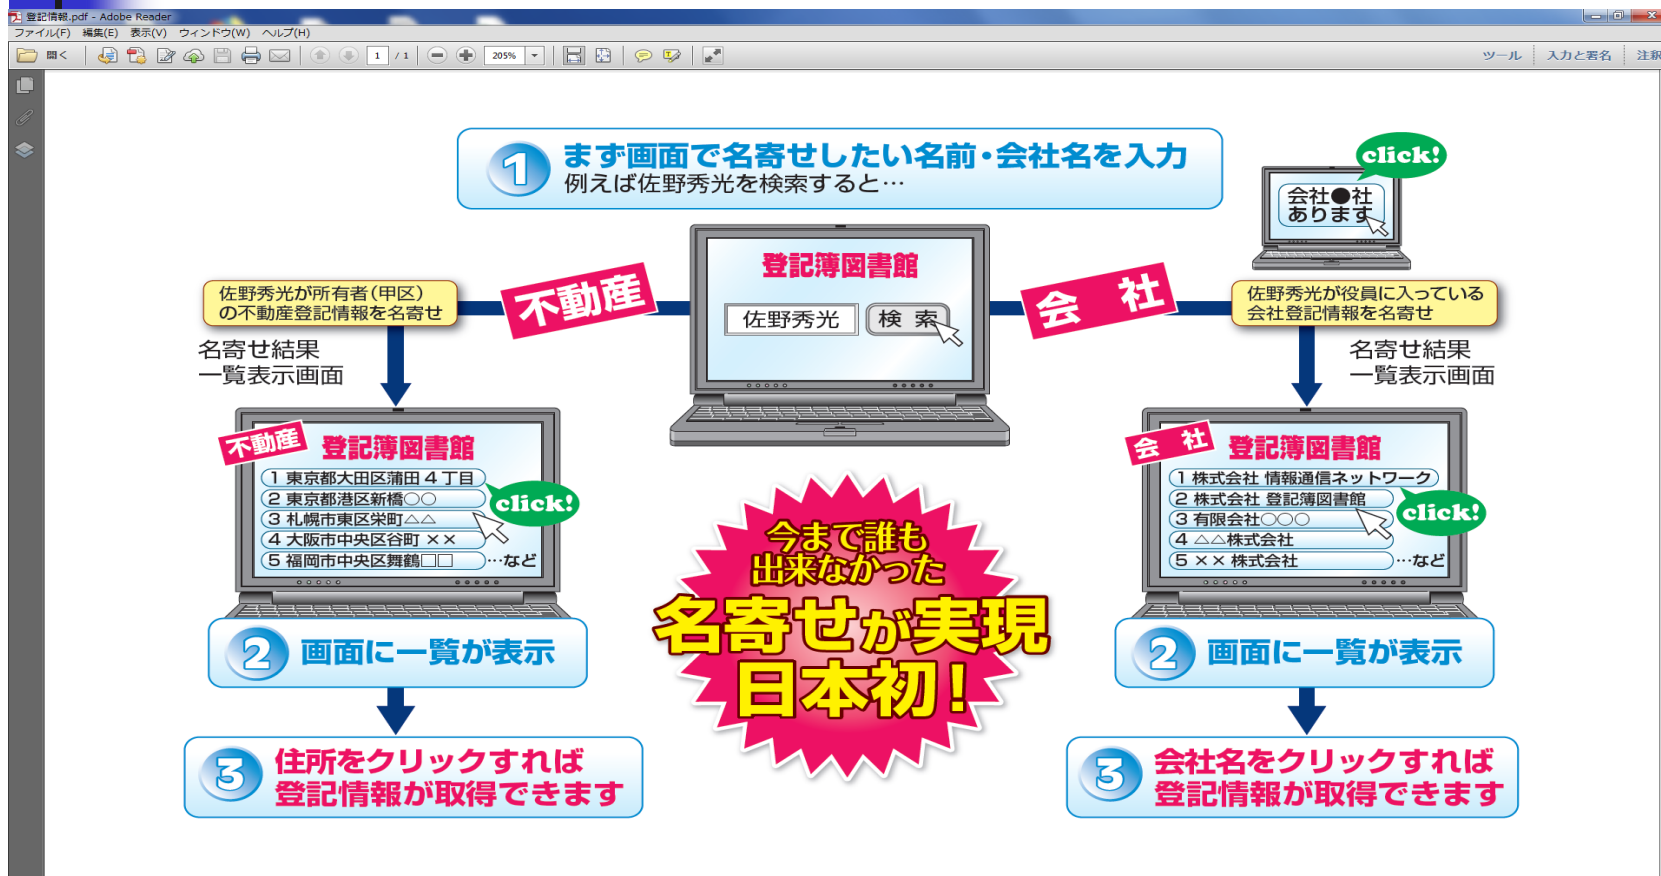 登記情報.pdf - Adobe Reader
ファイル(F) 編集(E) 表示(V) ウィンドウ(W) ヘルプ(H)
開く 1 / 1 205% ツール 入力と署名 注釈
1 まず画面で名寄せしたい名前・会社名を入力
例えば佐野秀光を検索すると…
click!
会社●社
あります
登記簿図書館
佐野秀光 検索
不動産
会社
佐野秀光が所有者(甲区)
の不動産登記情報を名寄せ
名寄せ結果
一覧表示画面
不動産
登記簿図書館
1 東京都大田区蒲田4丁目
2 東京都港区新橋○○
3 札幌市東区栄町△△
4 大阪市中央区谷町××
5 福岡市中央区舞鶴□□ …など
click!
2 画面に一覧が表示
3 住所をクリックすれば
登記情報が取得できます
今まで誰も
出来なかった
名寄せが実現
日本初!
佐野秀光が役員に入っている
会社登記情報を名寄せ
名寄せ結果
一覧表示画面
会社
登記簿図書館
1 株式会社 情報通信ネットワーク
2 株式会社 登記簿図書館
3 有限会社○○○
4 △△株式会社
5 ××株式会社 …など
click!
2 画面に一覧が表示
3 会社名をクリックすれば
登記情報が取得できます